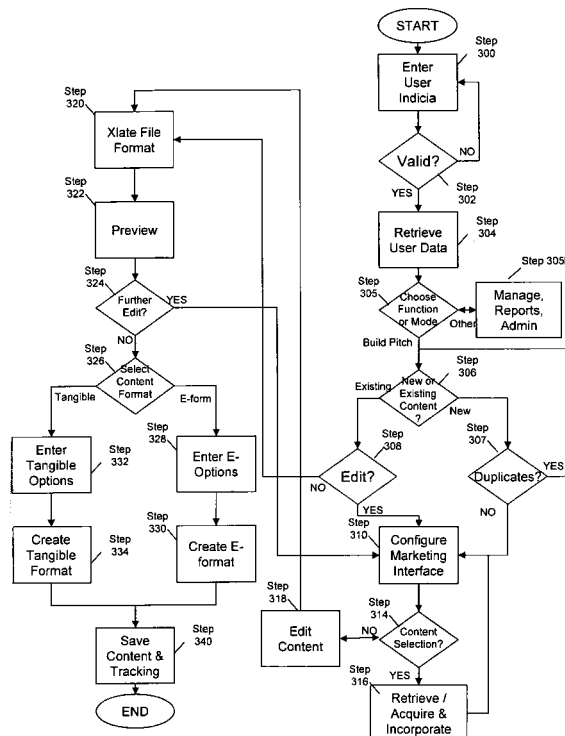 START
Step
300
Enter
User
Indicia
NO
Valid?
Step
302
YES
Retrieve
User Data
Step
304
Step
305
Choose
Function
or Mode
Other
Step 305
Manage,
Reports,
Admin
Build Pitch
Step
306
New or
Existing
Content
?
Existing
New
Step
307
Duplicates?
YES
NO
Step
308
Edit?
NO
YES
Step
310
Configure
Marketing
Interface
Step
314
Content
Selection?
NO
YES
Step
316
Retrieve /
Acquire &
Incorporate
Step
318
Edit
Content
Step
320
Xlate File
Format
Step
322
Preview
Step
324
Further
Edit?
YES
NO
Step
326
Select
Content
Format
Tangible
E-form
Enter
Tangible
Options
Step
332
Step
328
Enter E-
Options
Create
Tangible
Format
Step
334
Step
330
Create E-
format
Save
Content &
Tracking
Step
340
END